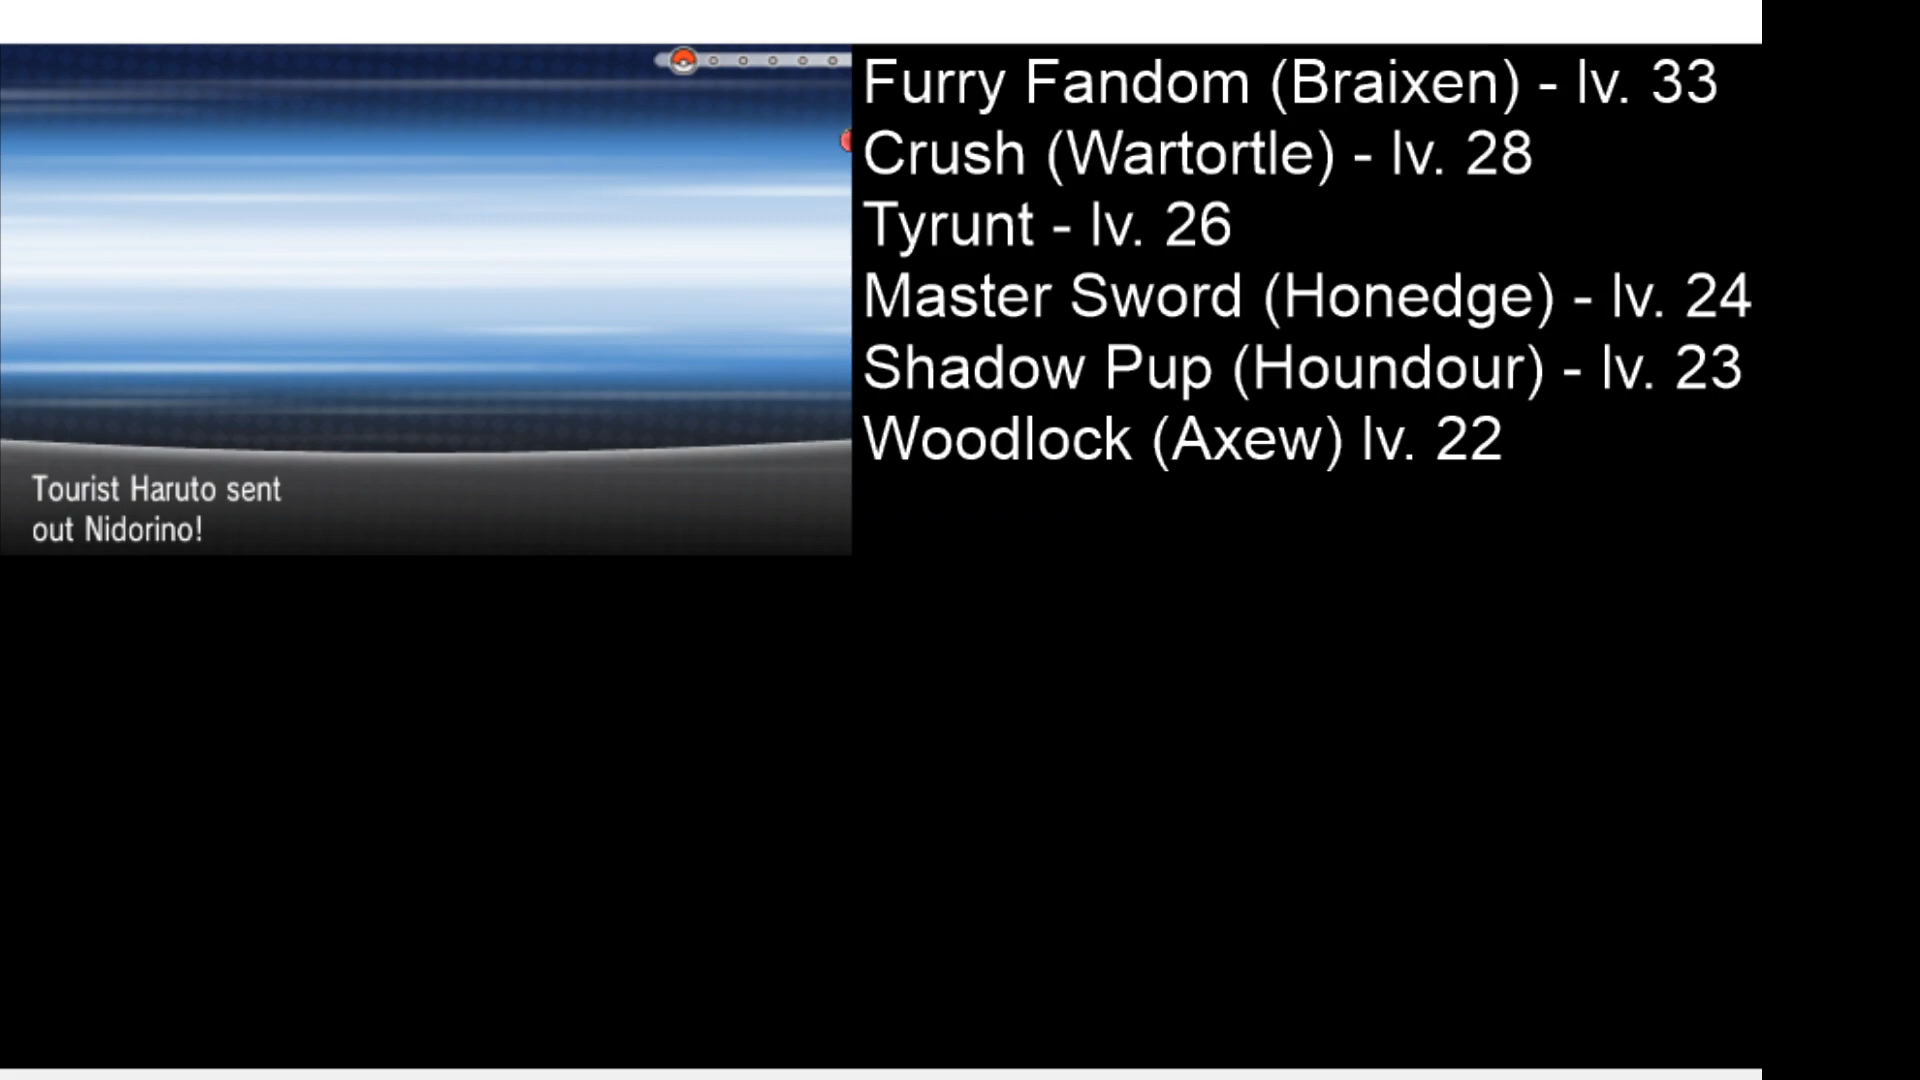 Furry Fandom (Braixen) - lv. 33
Crush (Wartortle) - lv. 28
Tyrunt - lv. 26
Master Sword (Honedge) - lv. 24
Shadow Pup (Houndour) - lv. 23
Woodlock (Axew) lv. 22
Tourist Haruto sent
out Nidorino!